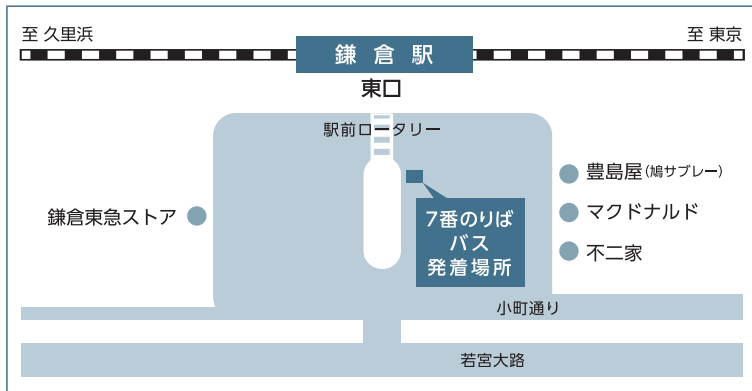 至 久里浜
至 東京
鎌倉駅
東口
駅前ロータリー
豊島屋(鳩サブレー)
マクドナルド
不二家
鎌倉東急ストア
7番のりば
バス
発着場所
小町通り
若宮大路